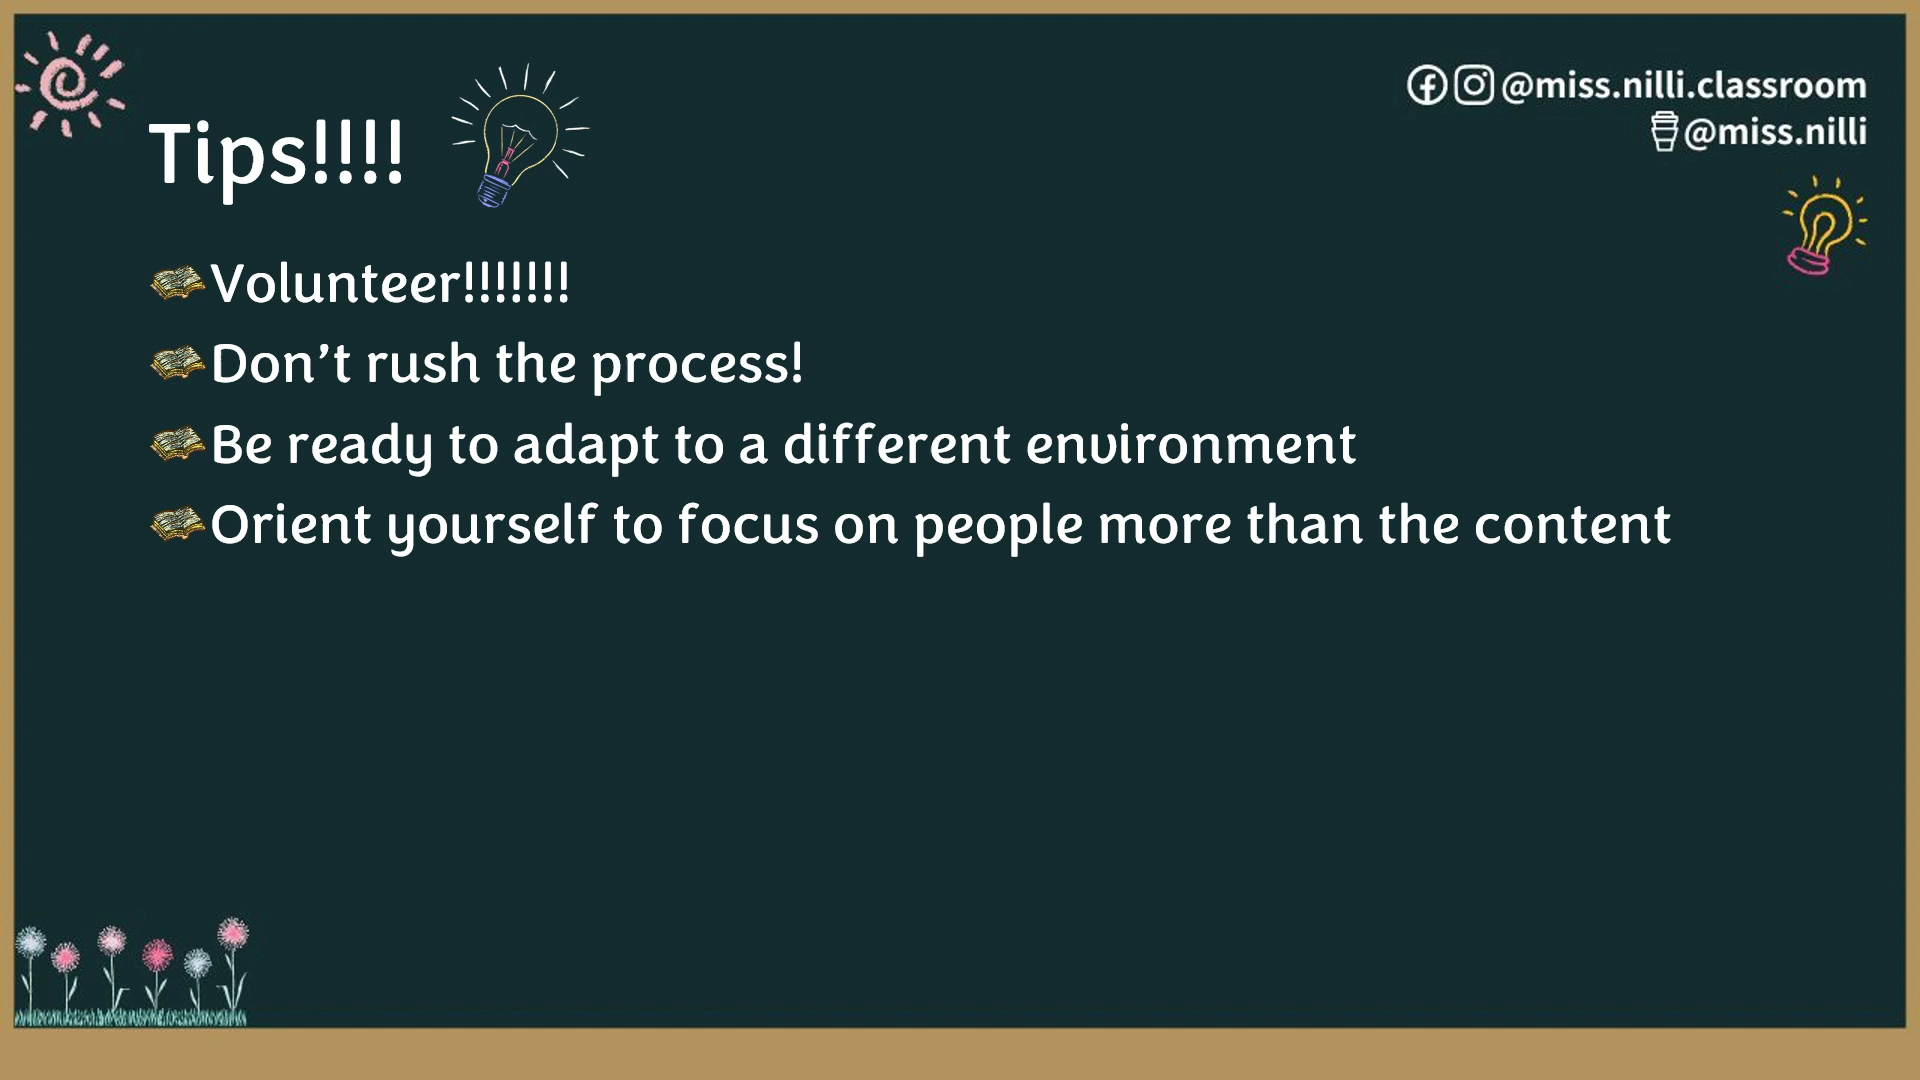 @miss.nilli.classroom
@miss.nilli
Tips!!!!
Volunteer!!!!!!!
Don’t rush the process!
Be ready to adapt to a different environment
Orient yourself to focus on people more than the content